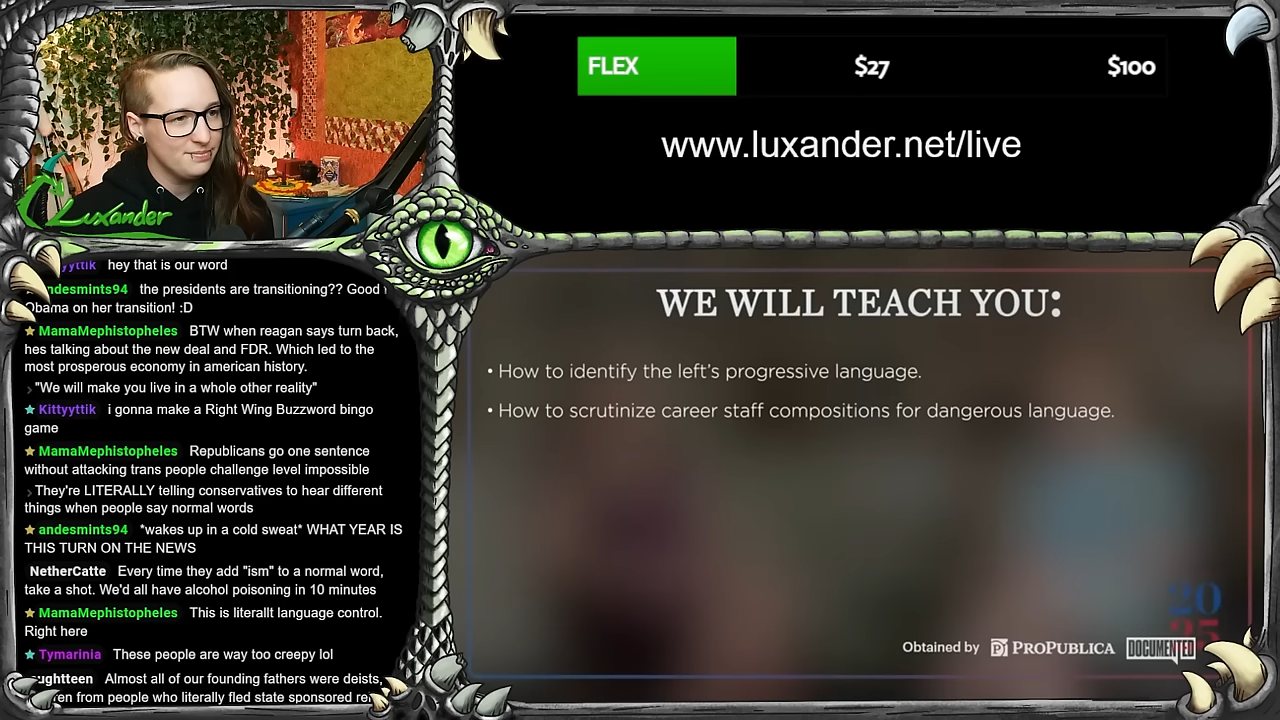 FLEX $27 $100
www.luxander.net/live
Luxander
hey that is our word
the presidents are transitioning?? Good
Obama on her transition! :D
MamaMephistopheles BTW when reagan says turn back,
hes talking about the new deal and FDR. Which led to the
most prosperous economy in american history.
"We will make you live in a whole other reality"
Kittyyttik i gonna make a Right Wing Buzzword bingo
game
MamaMephistopheles Republicans go one sentence
without attacking trans people challenge level impossible
They're LITERALLY telling conservatives to hear different
things when people say normal words
andesmints94 *wakes up in a cold sweat* WHAT YEAR IS
THIS TURN ON THE NEWS
NetherCatte Every time they add "ism" to a normal word,
take a shot. We'd all have alcohol poisoning in 10 minutes
MamaMephistopheles This is literallt language control.
Right here
Tymarinia These people are way too creepy lol
Almost all of our founding fathers were deists,
from people who literally fled state sponsored
WE WILL TEACH YOU:
• How to identify the left's progressive language.
• How to scrutinize career staff compositions for dangerous language.
20
25
Obtained by PROPUBLICA DOCUMENTED